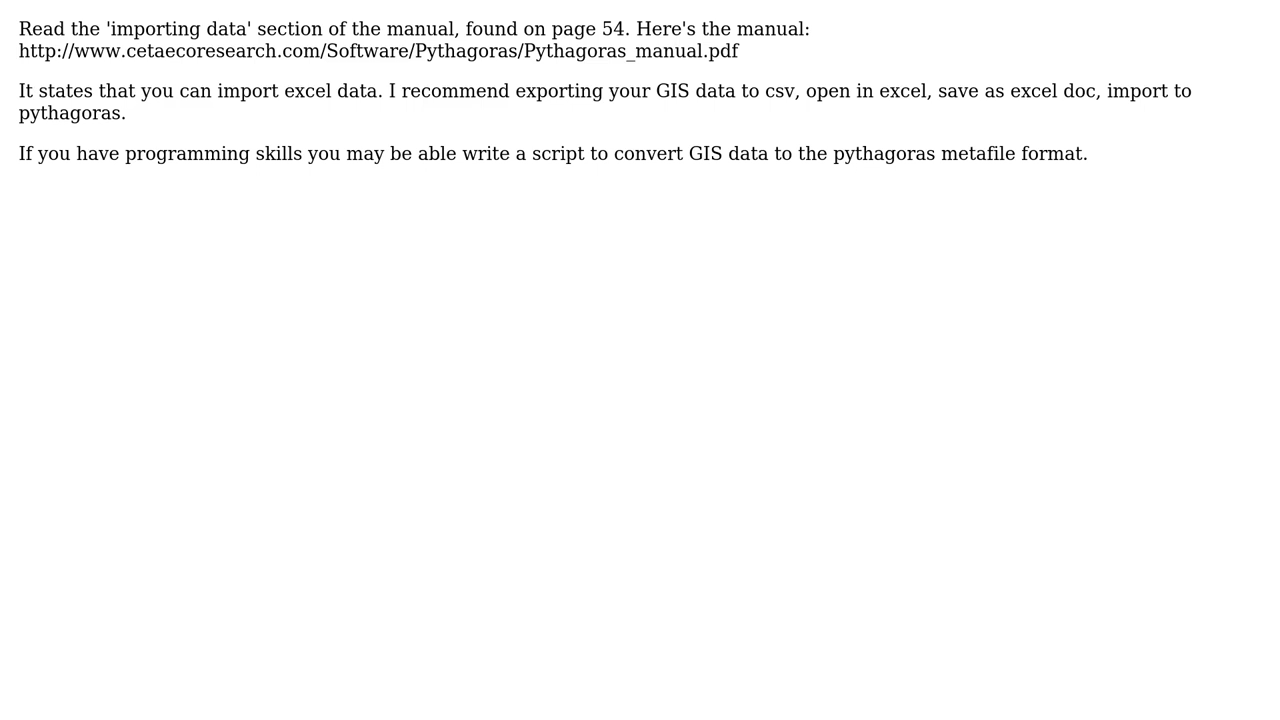 Read the 'importing data' section of the manual, found on page 54. Here's the manual:
http://www.cetaecoresearch.com/Software/Pythagoras/Pythagoras_manual.pdf
It states that you can import excel data. I recommend exporting your GIS data to csv, open in excel, save as excel doc, import to
pythagoras.
If you have programming skills you may be able write a script to convert GIS data to the pythagoras metafile format.